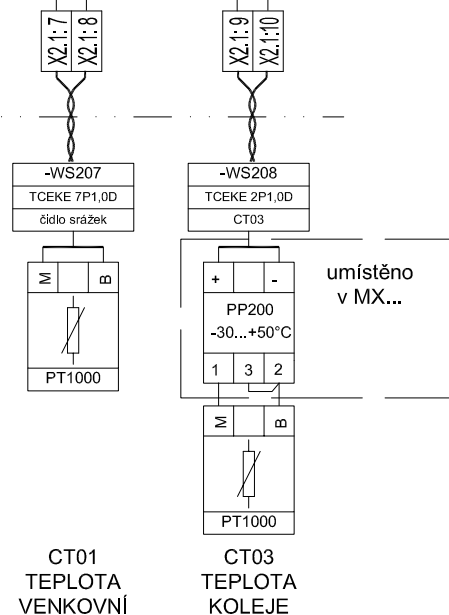 X2.1: 7
X2.1: 8
X2.1: 9
X2.1:10
-WS207
TCEKE 7P1,0D
čidlo srážek
-WS208
TCEKE 2P1,0D
CT03
M
B
PT1000
+
-
PP200
-30...+50°C
1
3
2
umístěno
v MX...
M
B
PT1000
CT01
TEPLOTA
VENKOVNÍ
CT03
TEPLOTA
KOLEJE